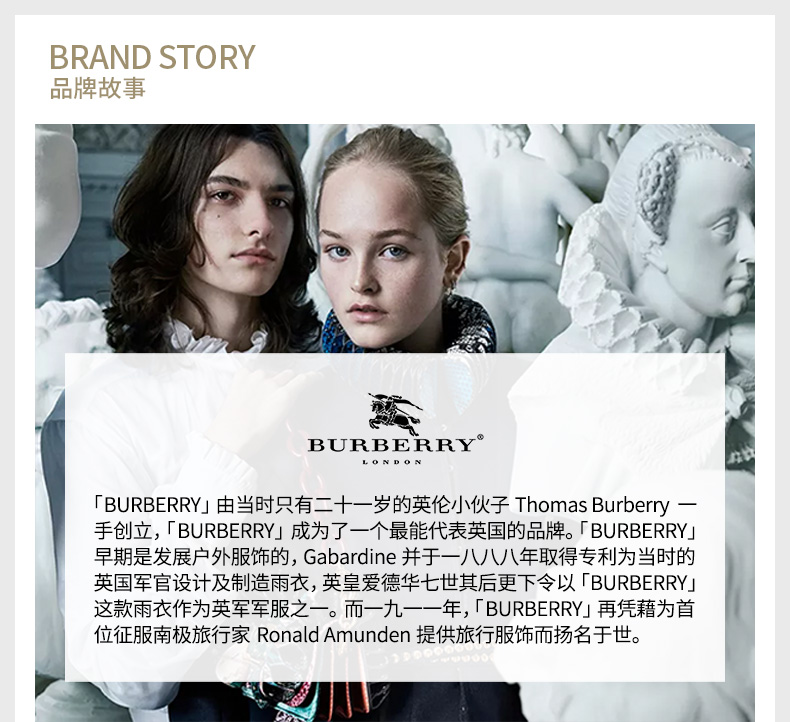 BRAND STORY
品牌故事
BURBERRY®
LONDON
「BURBERRY」由当时只有二十一岁的英伦小伙子 Thomas Burberry 一
手创立，「BURBERRY」成为了一个最能代表英国的品牌。「BURBERRY」
早期是发展户外服饰的，Gabardine 并于一八八八年取得专利为当时的
英国军官设计及制造雨衣，英皇爱德华七世其后更下令以「BURBERRY」
这款雨衣作为英军军服之一。而一九一一年，「BURBERRY」再凭藉为首
位征服南极旅行家 Ronald Amunden 提供旅行服饰而扬名于世。